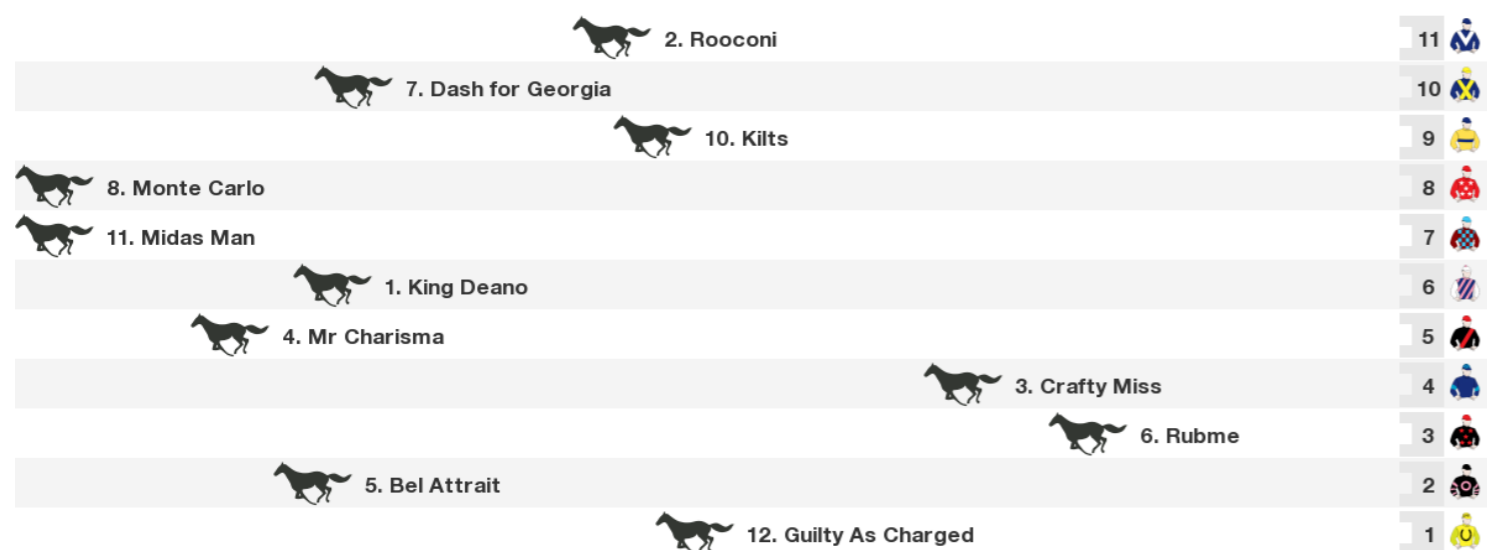 2. Rooconi 11
7. Dash for Georgia 10
10. Kilts 9
8. Monte Carlo 8
11. Midas Man 7
1. King Deano 6
4. Mr Charisma 5
3. Crafty Miss 4
6. Rubme 3
5. Bel Attrait 2
12. Guilty As Charged 1